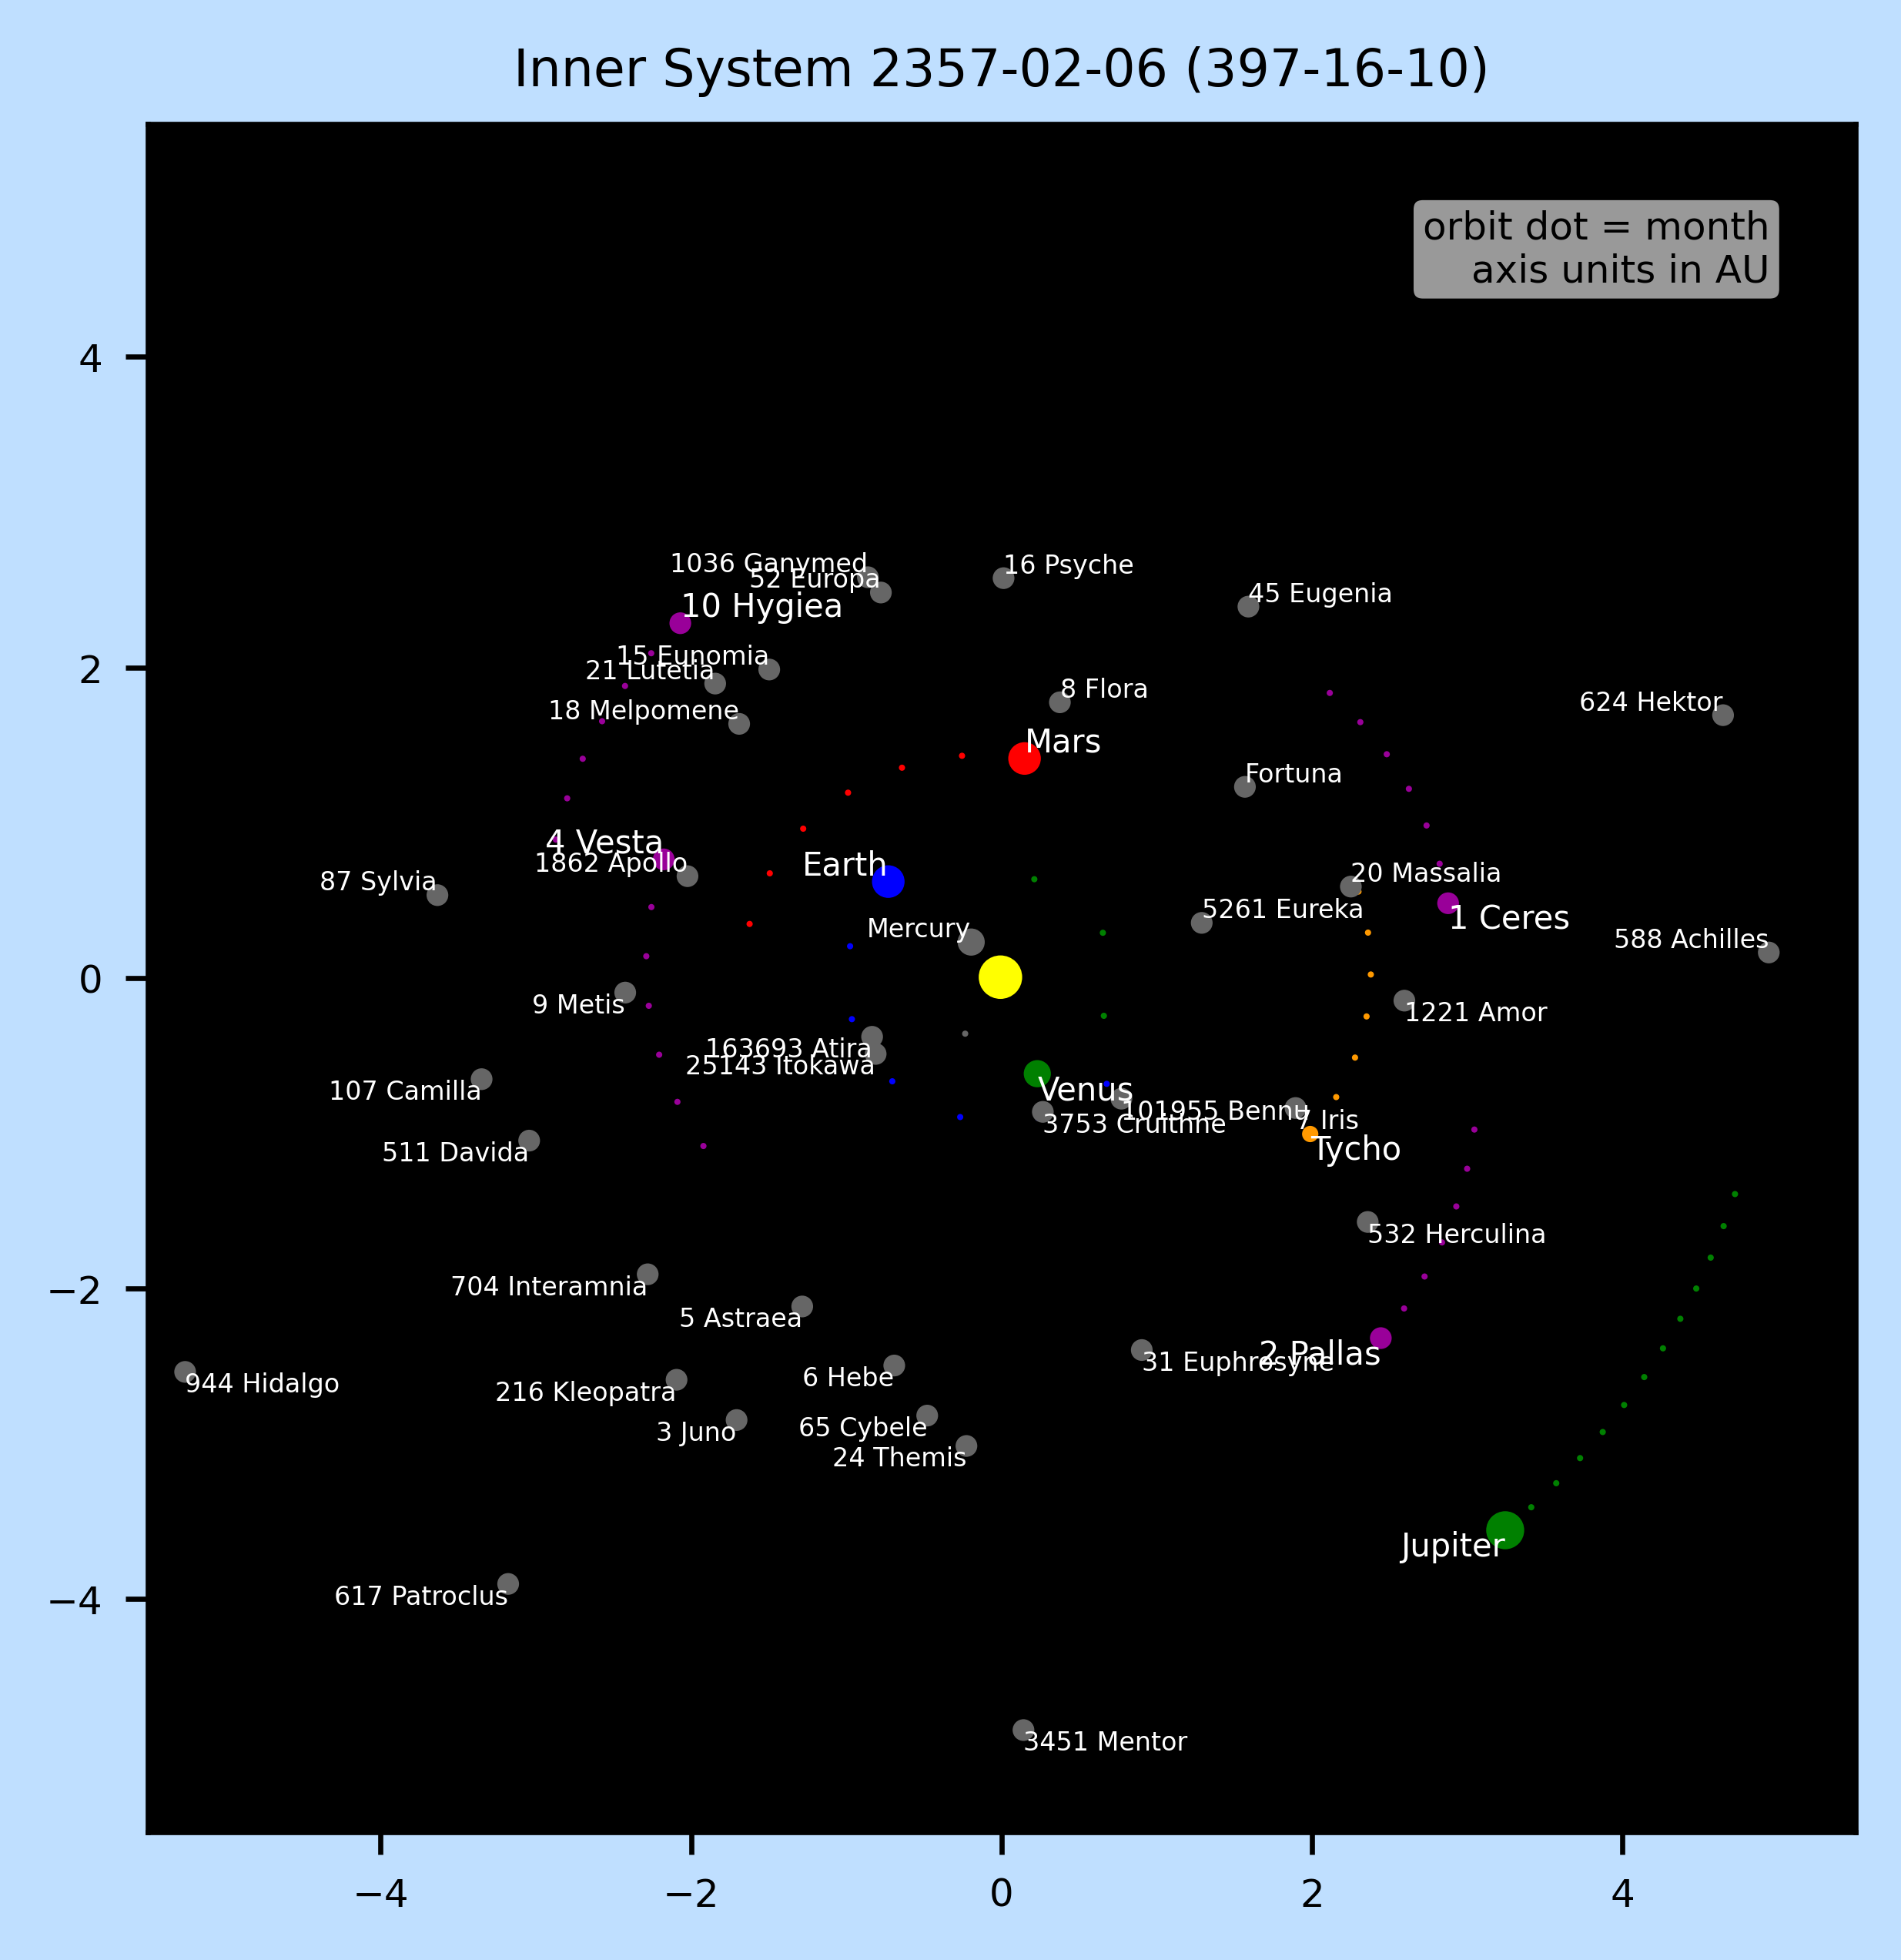 Inner System 2357-02-06 (397-16-10)
orbit dot = month
axis units in AU
4
2
0
−2
−4
1036 Ganymed
16 Psyche
52 Europa
45 Eugenia
10 Hygiea
15 Eunomia
21 Lutetia
8 Flora
624 Hektor
18 Melpomene
Mars
Fortuna
4 Vesta
1862 Apollo
Earth
20 Massalia
87 Sylvia
5261 Eureka
1 Ceres
Mercury
588 Achilles
9 Metis
1221 Amor
163693 Atira
25143 Itokawa
107 Camilla
Venus
101955 Bennu
3753 Cruithne
7 Iris
511 Davida
Tycho
532 Herculina
704 Interamnia
5 Astraea
2 Pallas
31 Euphrosyne
944 Hidalgo
6 Hebe
216 Kleopatra
65 Cybele
3 Juno
24 Themis
Jupiter
617 Patroclus
3451 Mentor
−4
−2
0
2
4